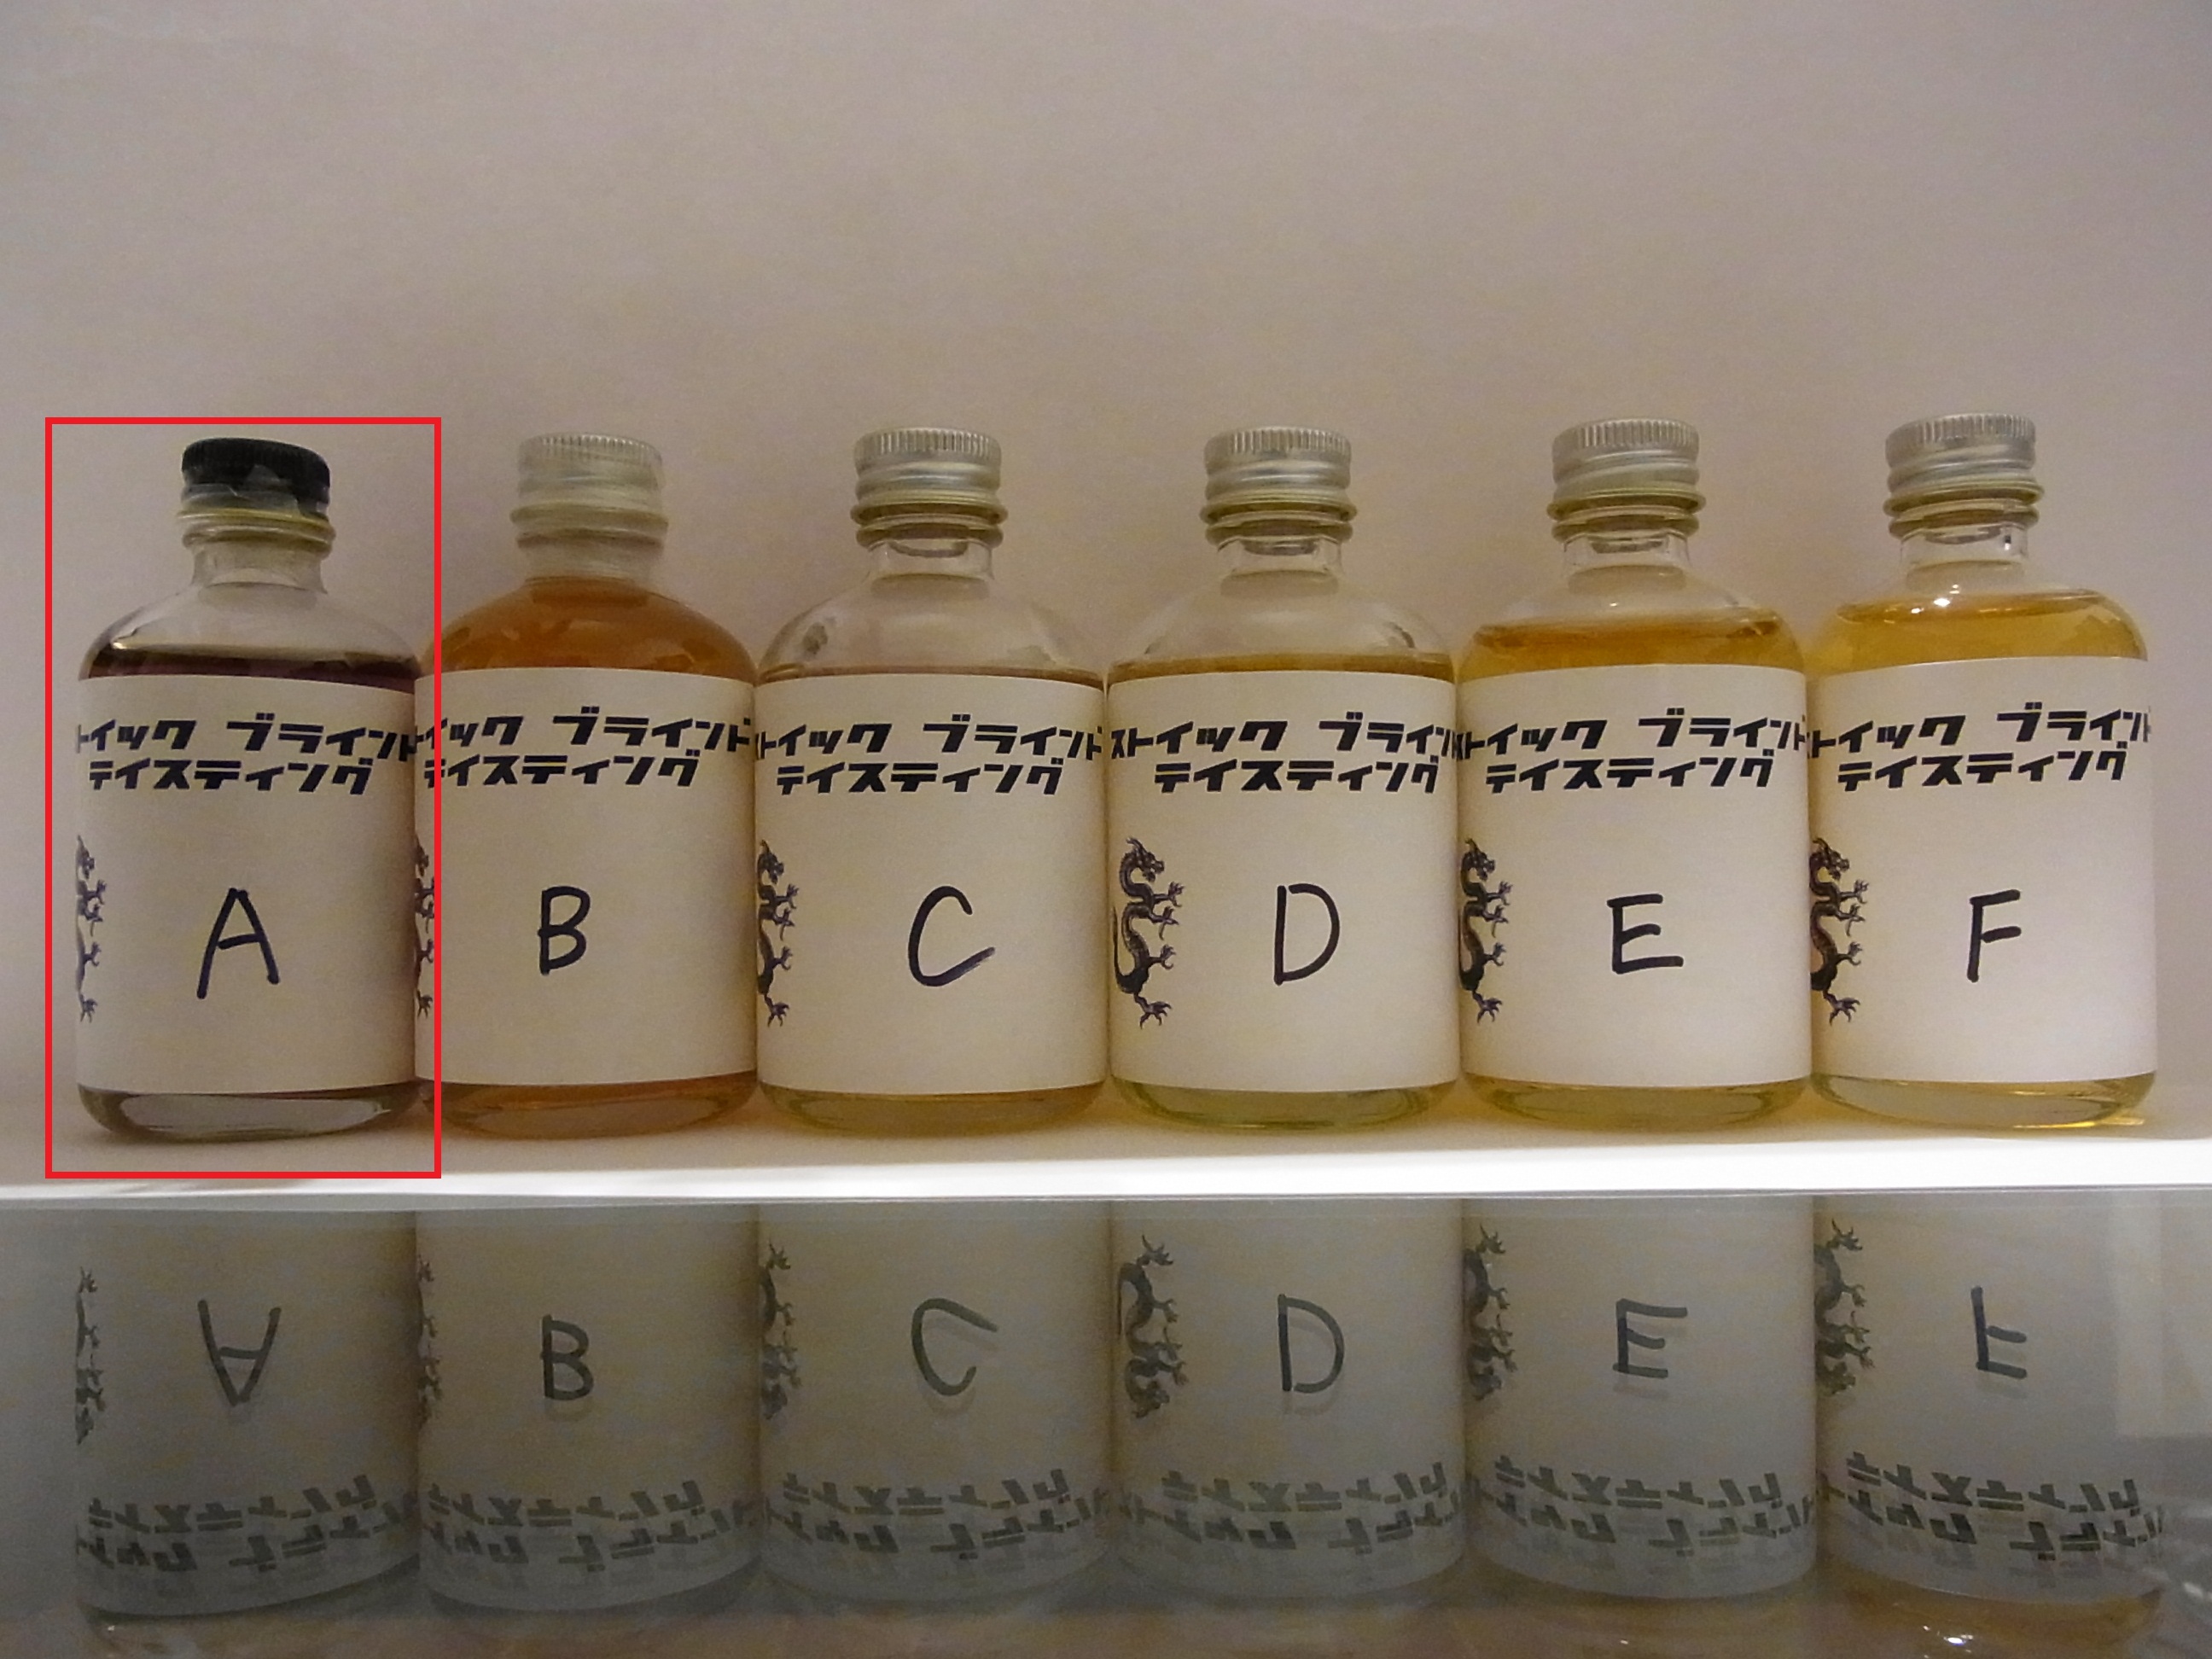 トイック ブラインド
テイスティング
A
トイック ブラインド
テイスティング
B
ストイック ブラインド
テイスティング
C
ストイック ブライン
テイスティング
D
ストイック ブラインド
テイスティング
E
トイック ブラインド
テイスティング
F